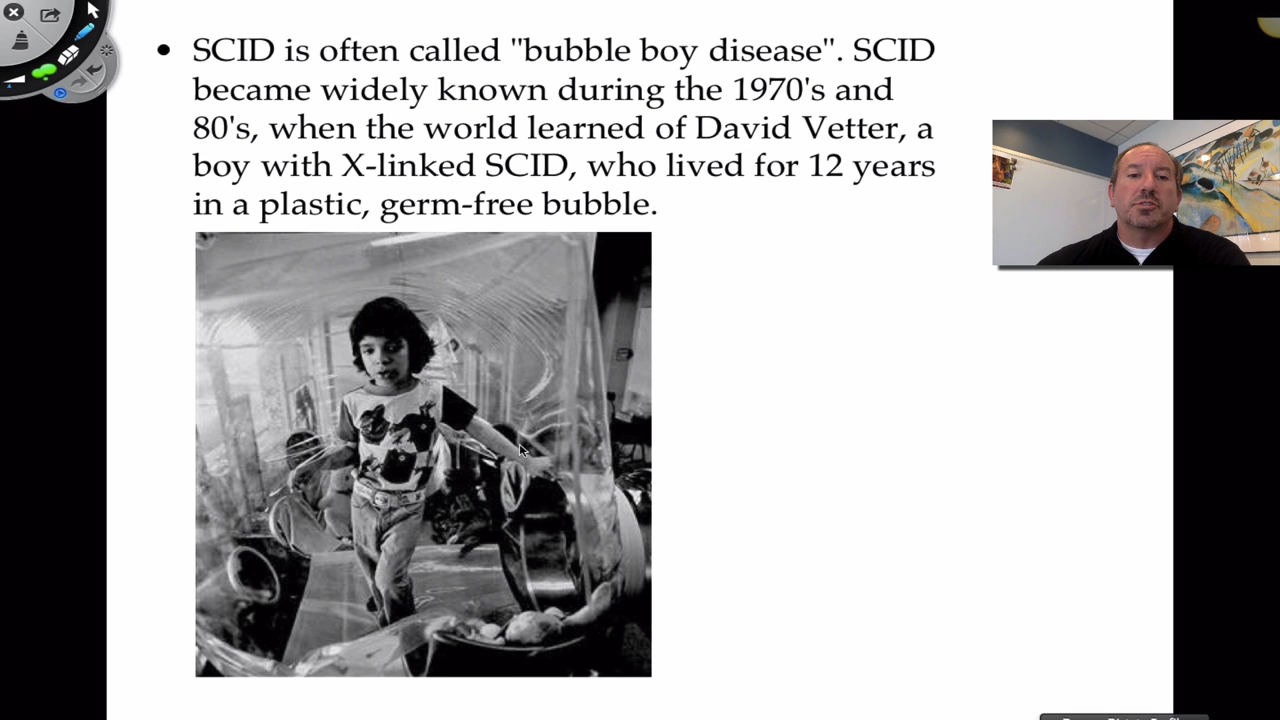 • SCID is often called "bubble boy disease". SCID
became widely known during the 1970's and
80's, when the world learned of David Vetter, a
boy with X-linked SCID, who lived for 12 years
in a plastic, germ-free bubble.